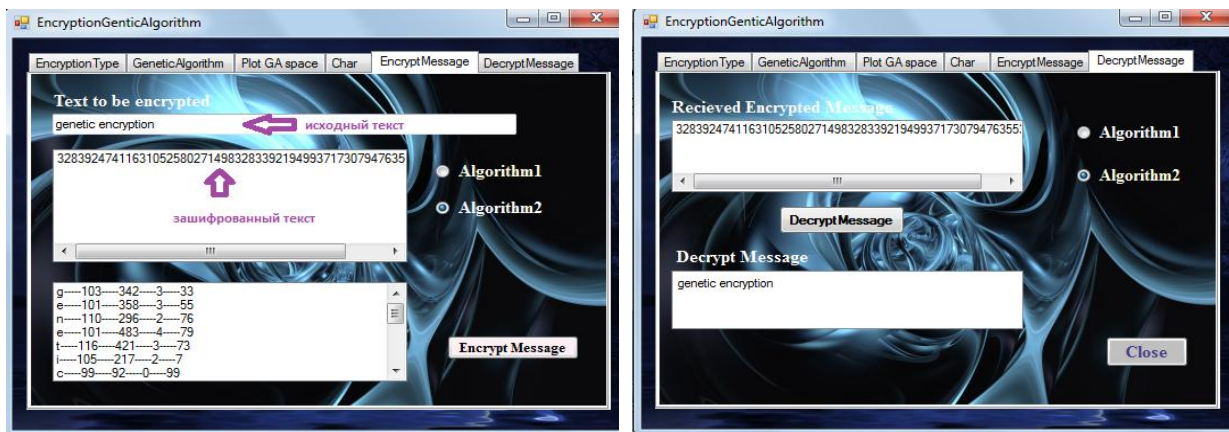 EncryptionGenticAlgorithm
Encryption Type GeneticAlgorithm Plot GA space Char EncryptMessage DecryptMessage
Text to be encrypted
genetic encryption
исходный текст
328392474116310525802714983283392194993717307947635
зашифрованный текст
Algorithm1
Algorithm2
g-----103-----342-----3-----33
e-----101-----358-----3-----55
n-----110-----296-----2-----76
e-----101-----483-----4-----79
t-----116-----421-----3-----73
i-----105-----217-----2-----7
c-----99-----92-----0-----99
Encrypt Message
EncryptionGenticAlgorithm
Encryption Type GeneticAlgorithm Plot GA space Char EncryptMessage DecryptMessage
Recieved Encrypted Message
Algorithm1
Algorithm2
DecryptMessage
Decrypt Message
genetic encryption
Close